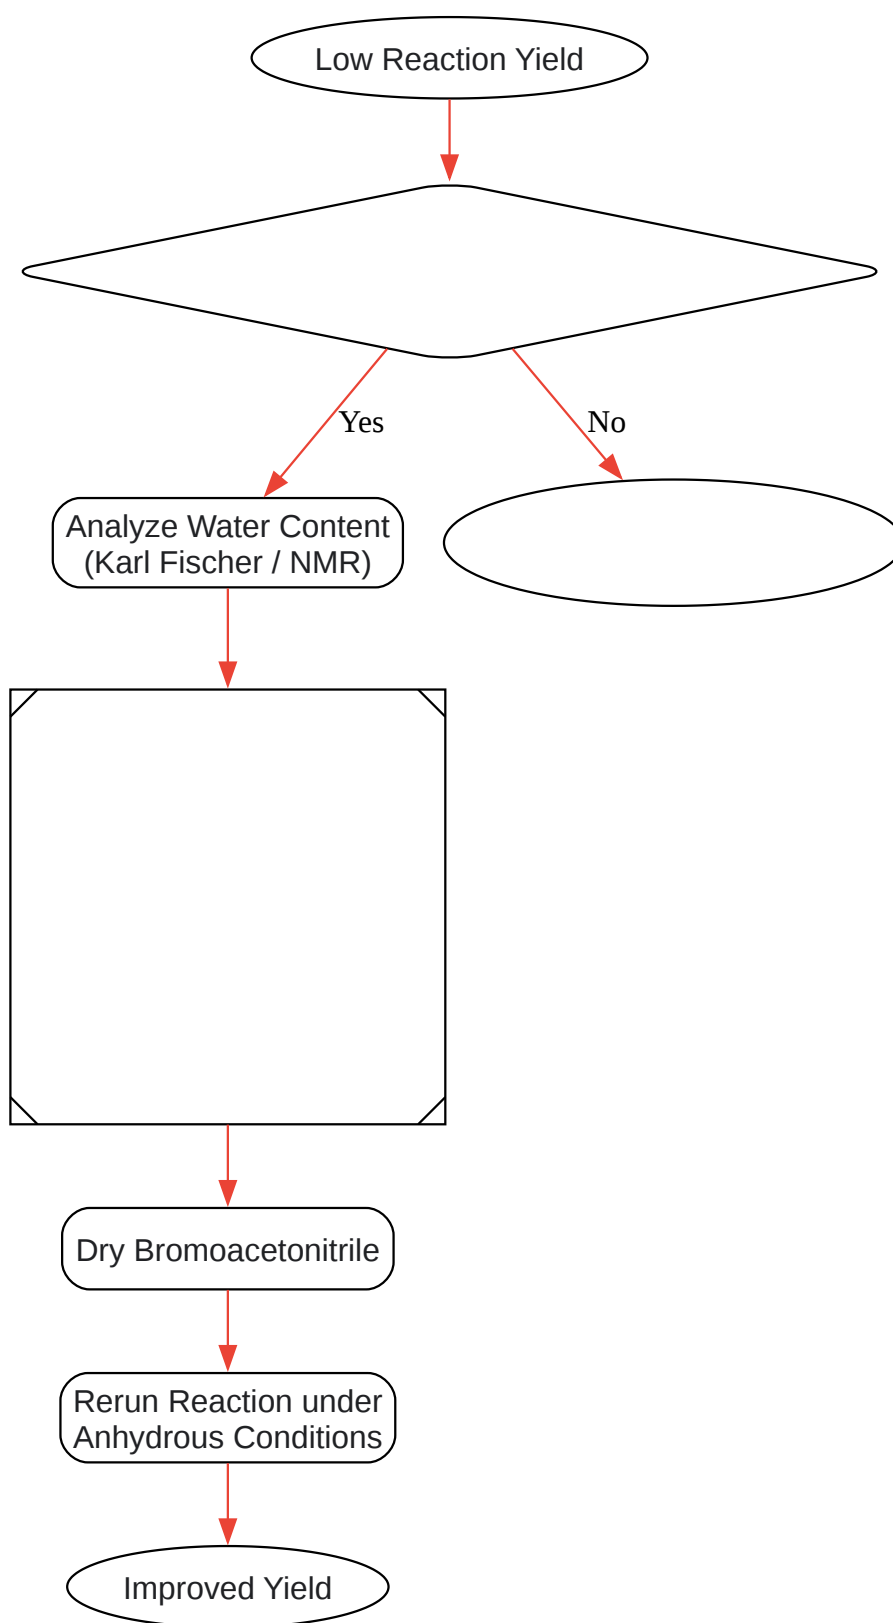 Low Reaction Yield
Yes
No
Analyze Water Content
(Karl Fischer / NMR)
Dry Bromoacetonitrile
Rerun Reaction under
Anhydrous Conditions
Improved Yield